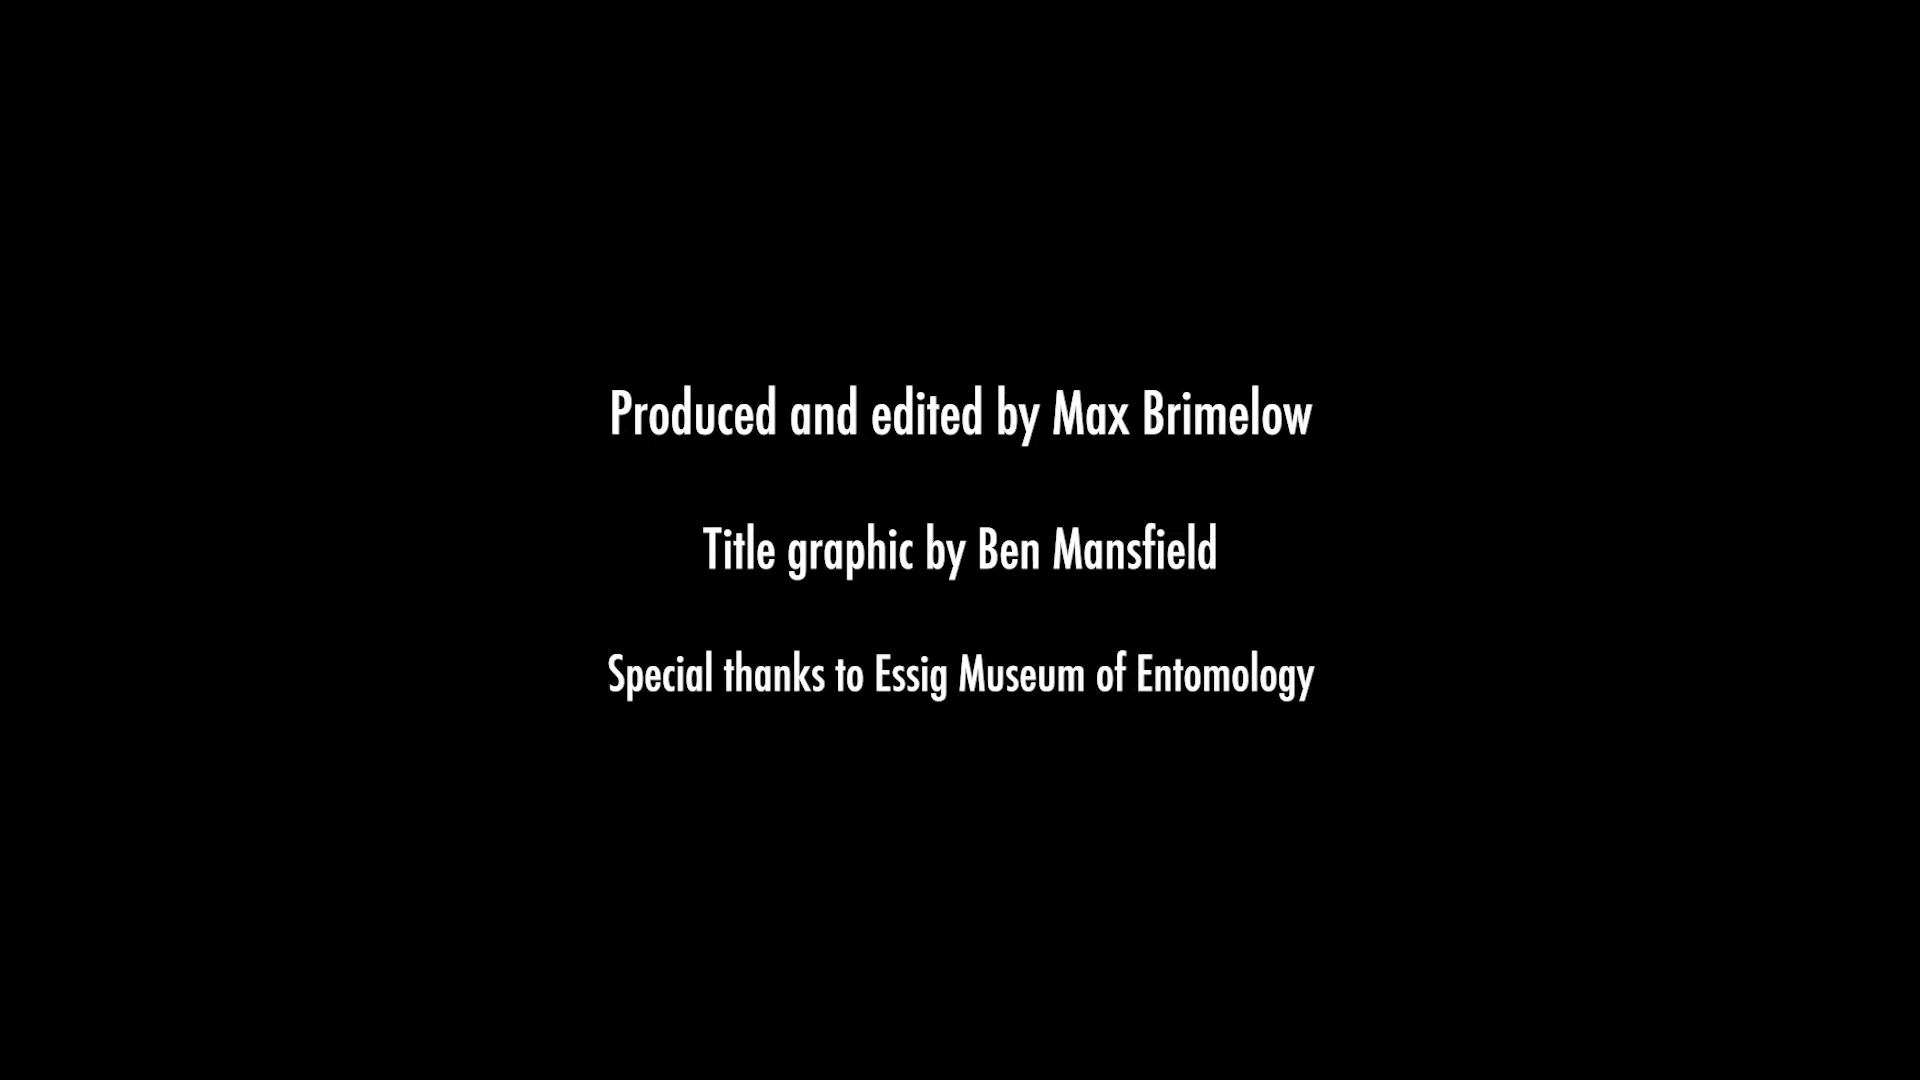 Produced and edited by Max Brimelow
Title graphic by Ben Mansfield
Special thanks to Essig Museum of Entomology